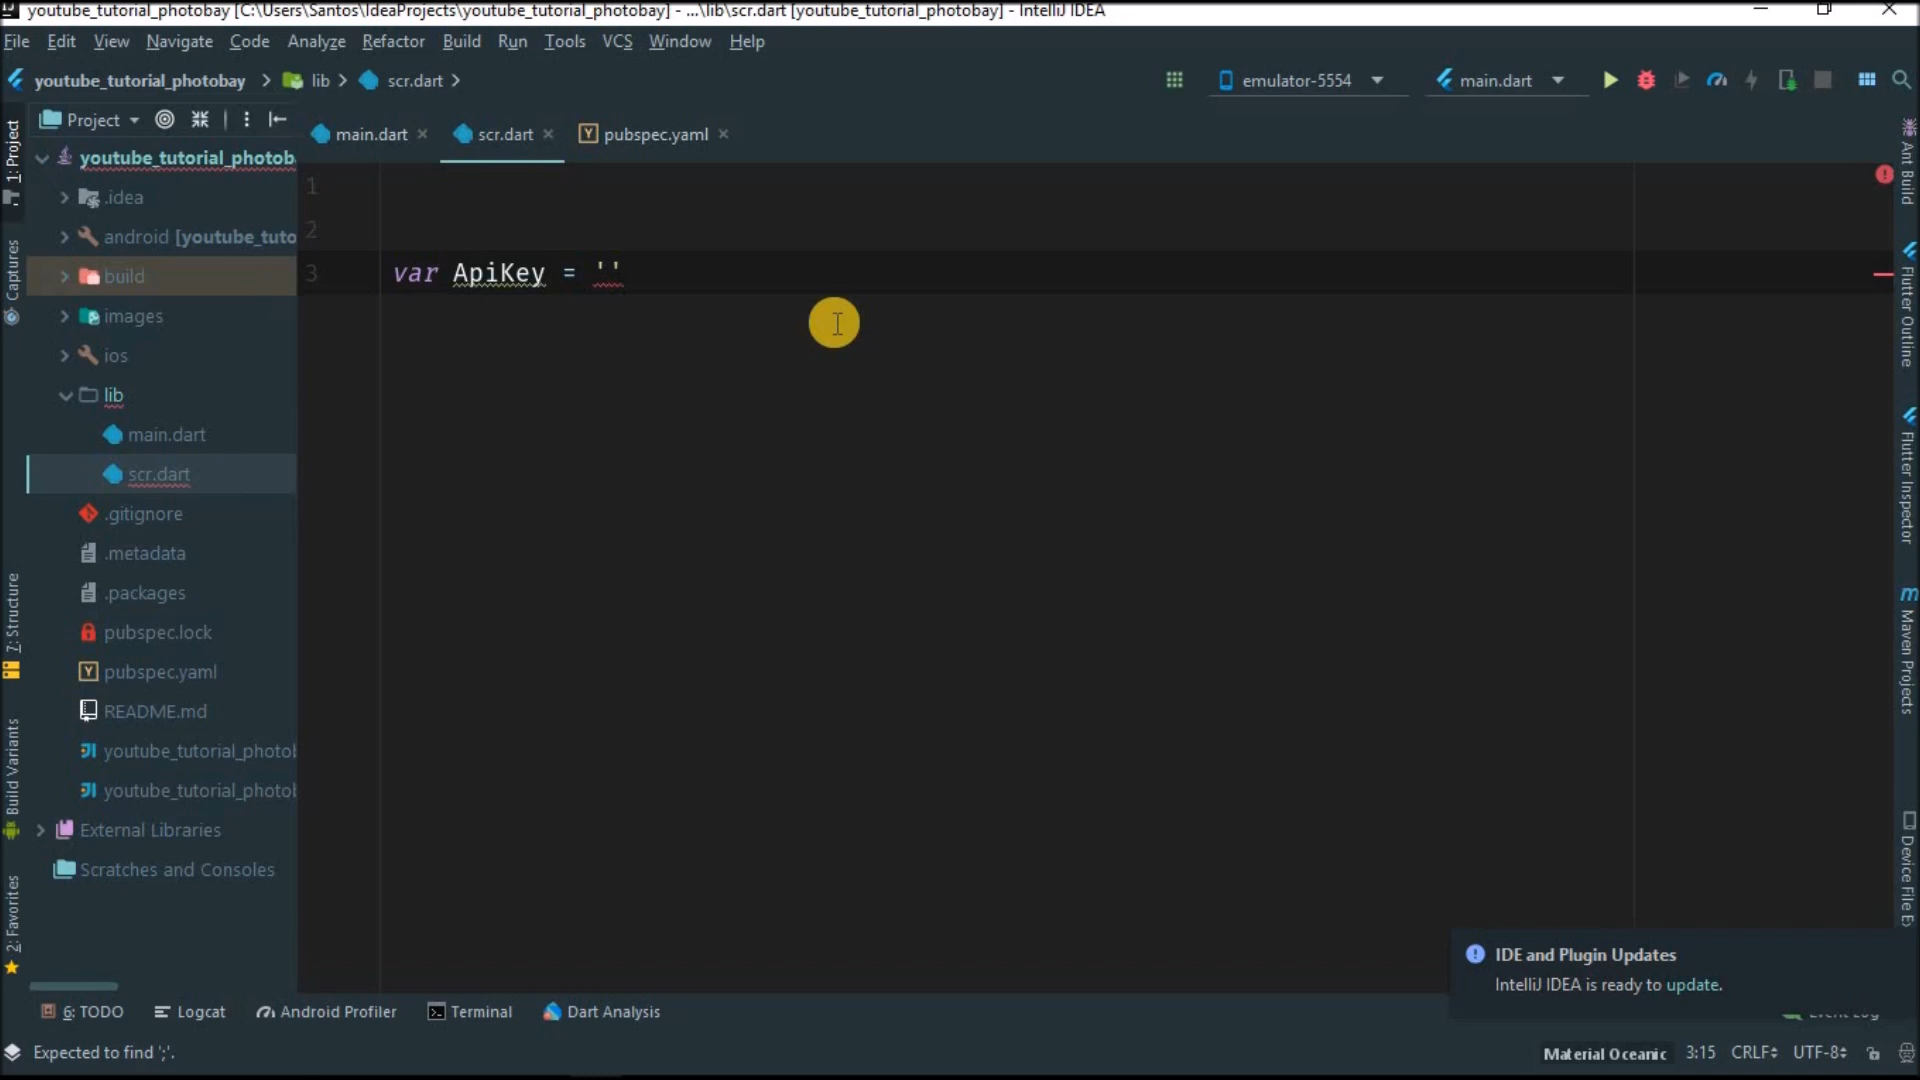 youtube_tutorial_photobay [C:\Users\Santos\IdeaProjects\youtube_tutorial_photobay] - ...\lib\scr.dart [youtube_tutorial_photobay] - IntelliJ IDEA
File Edit View Navigate Code Analyze Refactor Build Run Tools VCS Window Help
youtube_tutorial_photobay lib scr.dart emulator-5554 main.dart
Project main.dart scr.dart pubspec.yaml
youtube_tutorial_photob
.idea
android [youtube_tuto
build
images
ios
lib
main.dart
scr.dart
.gitignore
.metadata
.packages
pubspec.lock
pubspec.yaml
README.md
youtube_tutorial_photob
youtube_tutorial_photob
External Libraries
Scratches and Consoles
1: Project
Captures
7: Structure
Build Variants
2: Favorites
1
2
3 var ApiKey = ''
Ant Build
Flutter Outline
Flutter Inspector
m
Maven Projects
Device File Ex
IDE and Plugin Updates
IntelliJ IDEA is ready to update.
6: TODO Logcat Android Profiler Terminal Dart Analysis Event Log
Expected to find ';'. Material Oceanic 3:15 CRLF UTF-8